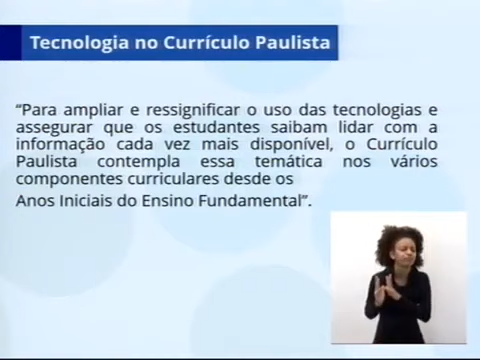 Tecnologia no Currículo Paulista
“Para ampliar e ressignificar o uso das tecnologias e
assegurar que os estudantes saibam lidar com a
informação cada vez mais disponível, o Currículo
Paulista contempla essa temática nos vários
componentes curriculares desde os
Anos Iniciais do Ensino Fundamental”.